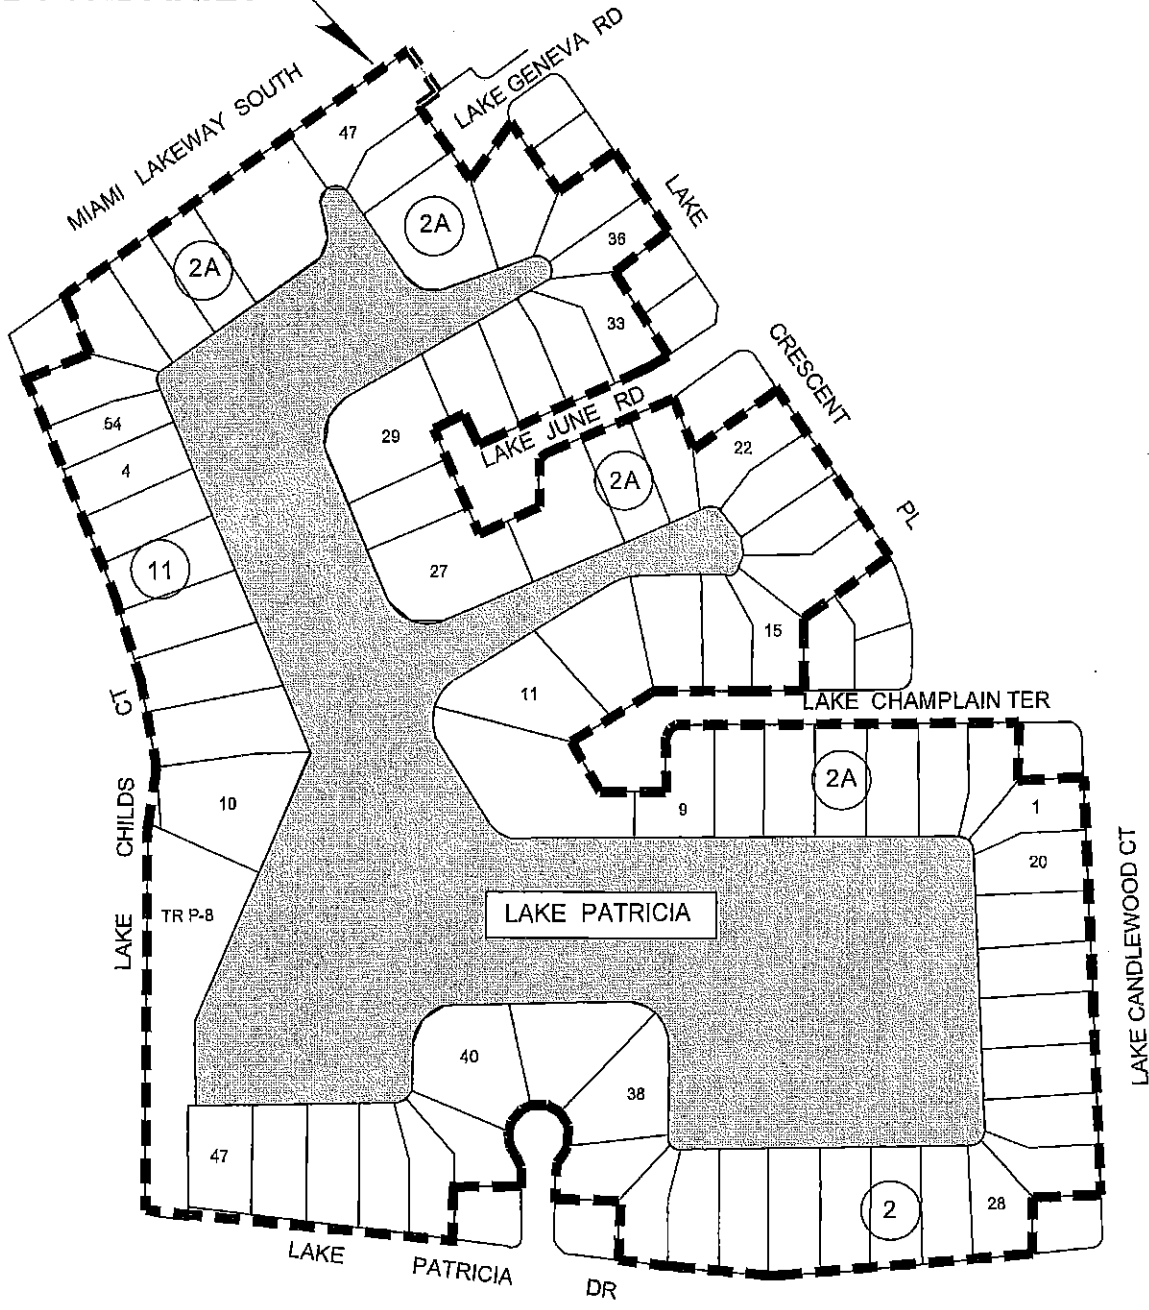 LAKE GENEVA RD
MIAMI LAKEWAY SOUTH
47
LAKE
2A
2A
36
33
CRESCENT
54
29
LAKE JUNE RD
22
4
2A
PL
11
27
15
11
CT
LAKE CHAMPLAIN TER
2A
10
9
1
LAKE CHILDS
20
LAKE PATRICIA
TR P-8
LAKE CANDLEWOOD CT
40
38
47
28
2
LAKE PATRICIA DR